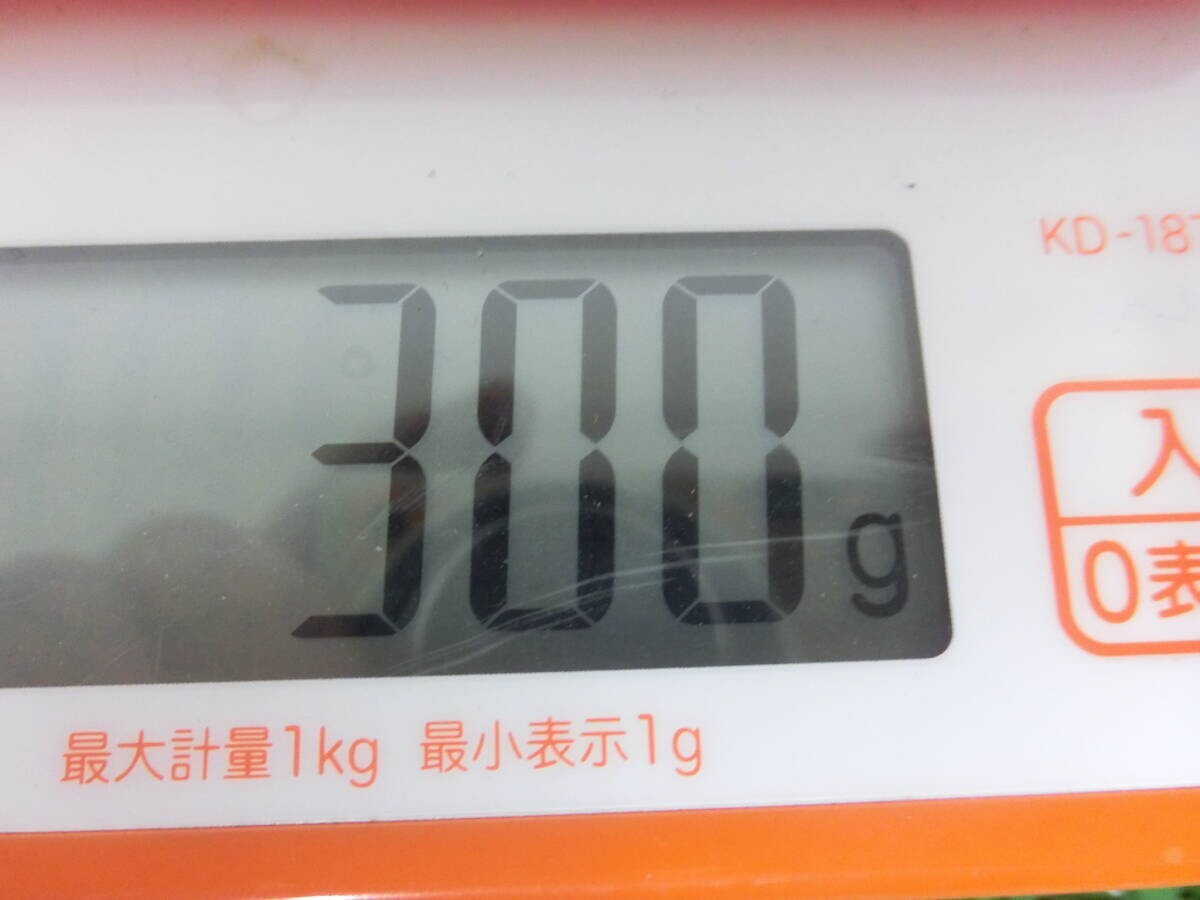 KD-18
300g
入
0表
最大計量1kg 最小表示1g